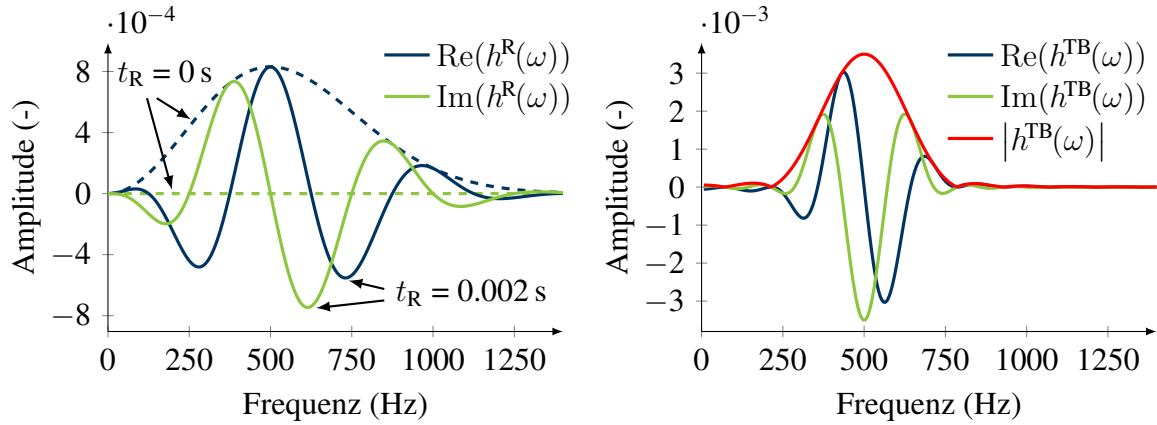 ·10⁻⁴
Amplitude (-)
8
4
0
−4
−8
t_R = 0 s
Re(h^R(ω))
Im(h^R(ω))
t_R = 0.002 s
0 250 500 750 1000 1250
Frequenz (Hz)
·10⁻³
Amplitude (-)
3
2
1
0
−1
−2
−3
Re(h^TB(ω))
Im(h^TB(ω))
|h^TB(ω)|
0 250 500 750 1000 1250
Frequenz (Hz)